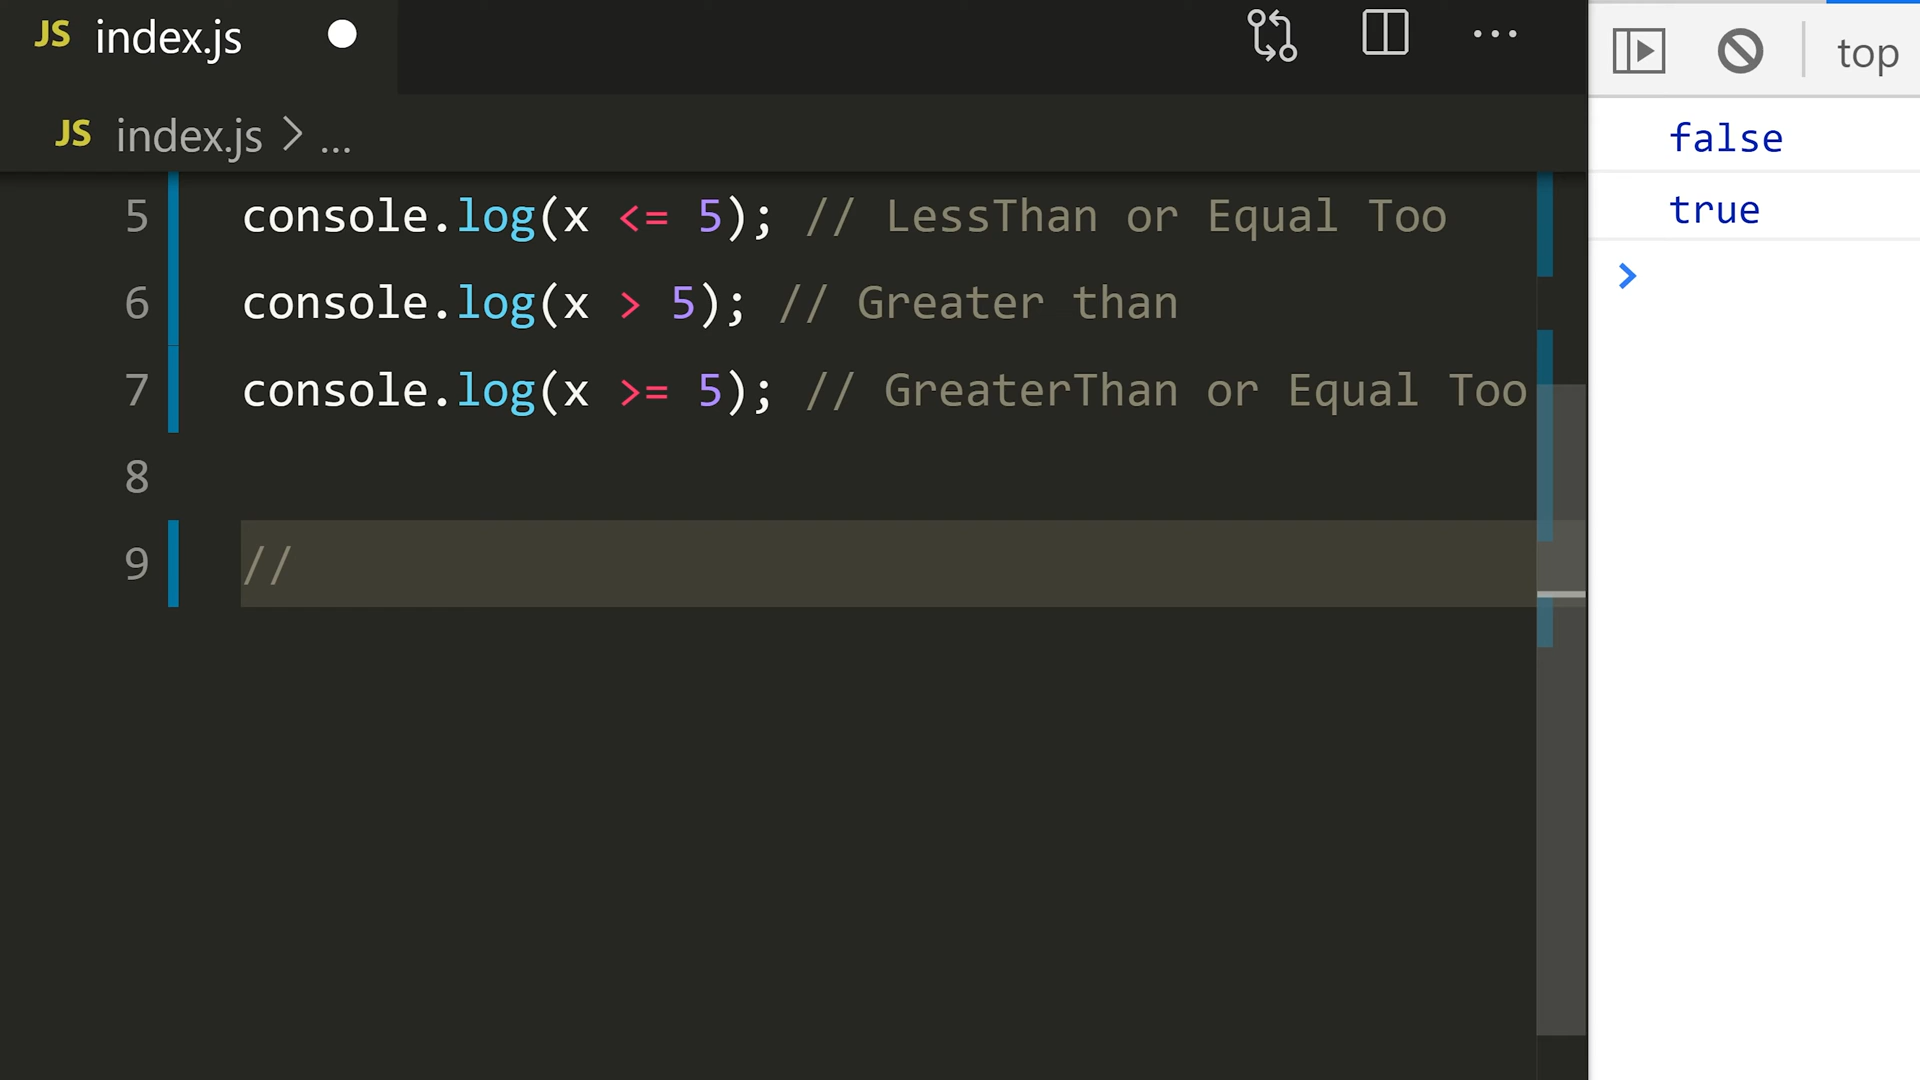 JS index.js
JS index.js > ...
5 console.log(x <= 5); // LessThan or Equal Too
6 console.log(x > 5); // Greater than
7 console.log(x >= 5); // GreaterThan or Equal Too
8
9 //
top
false
true
>